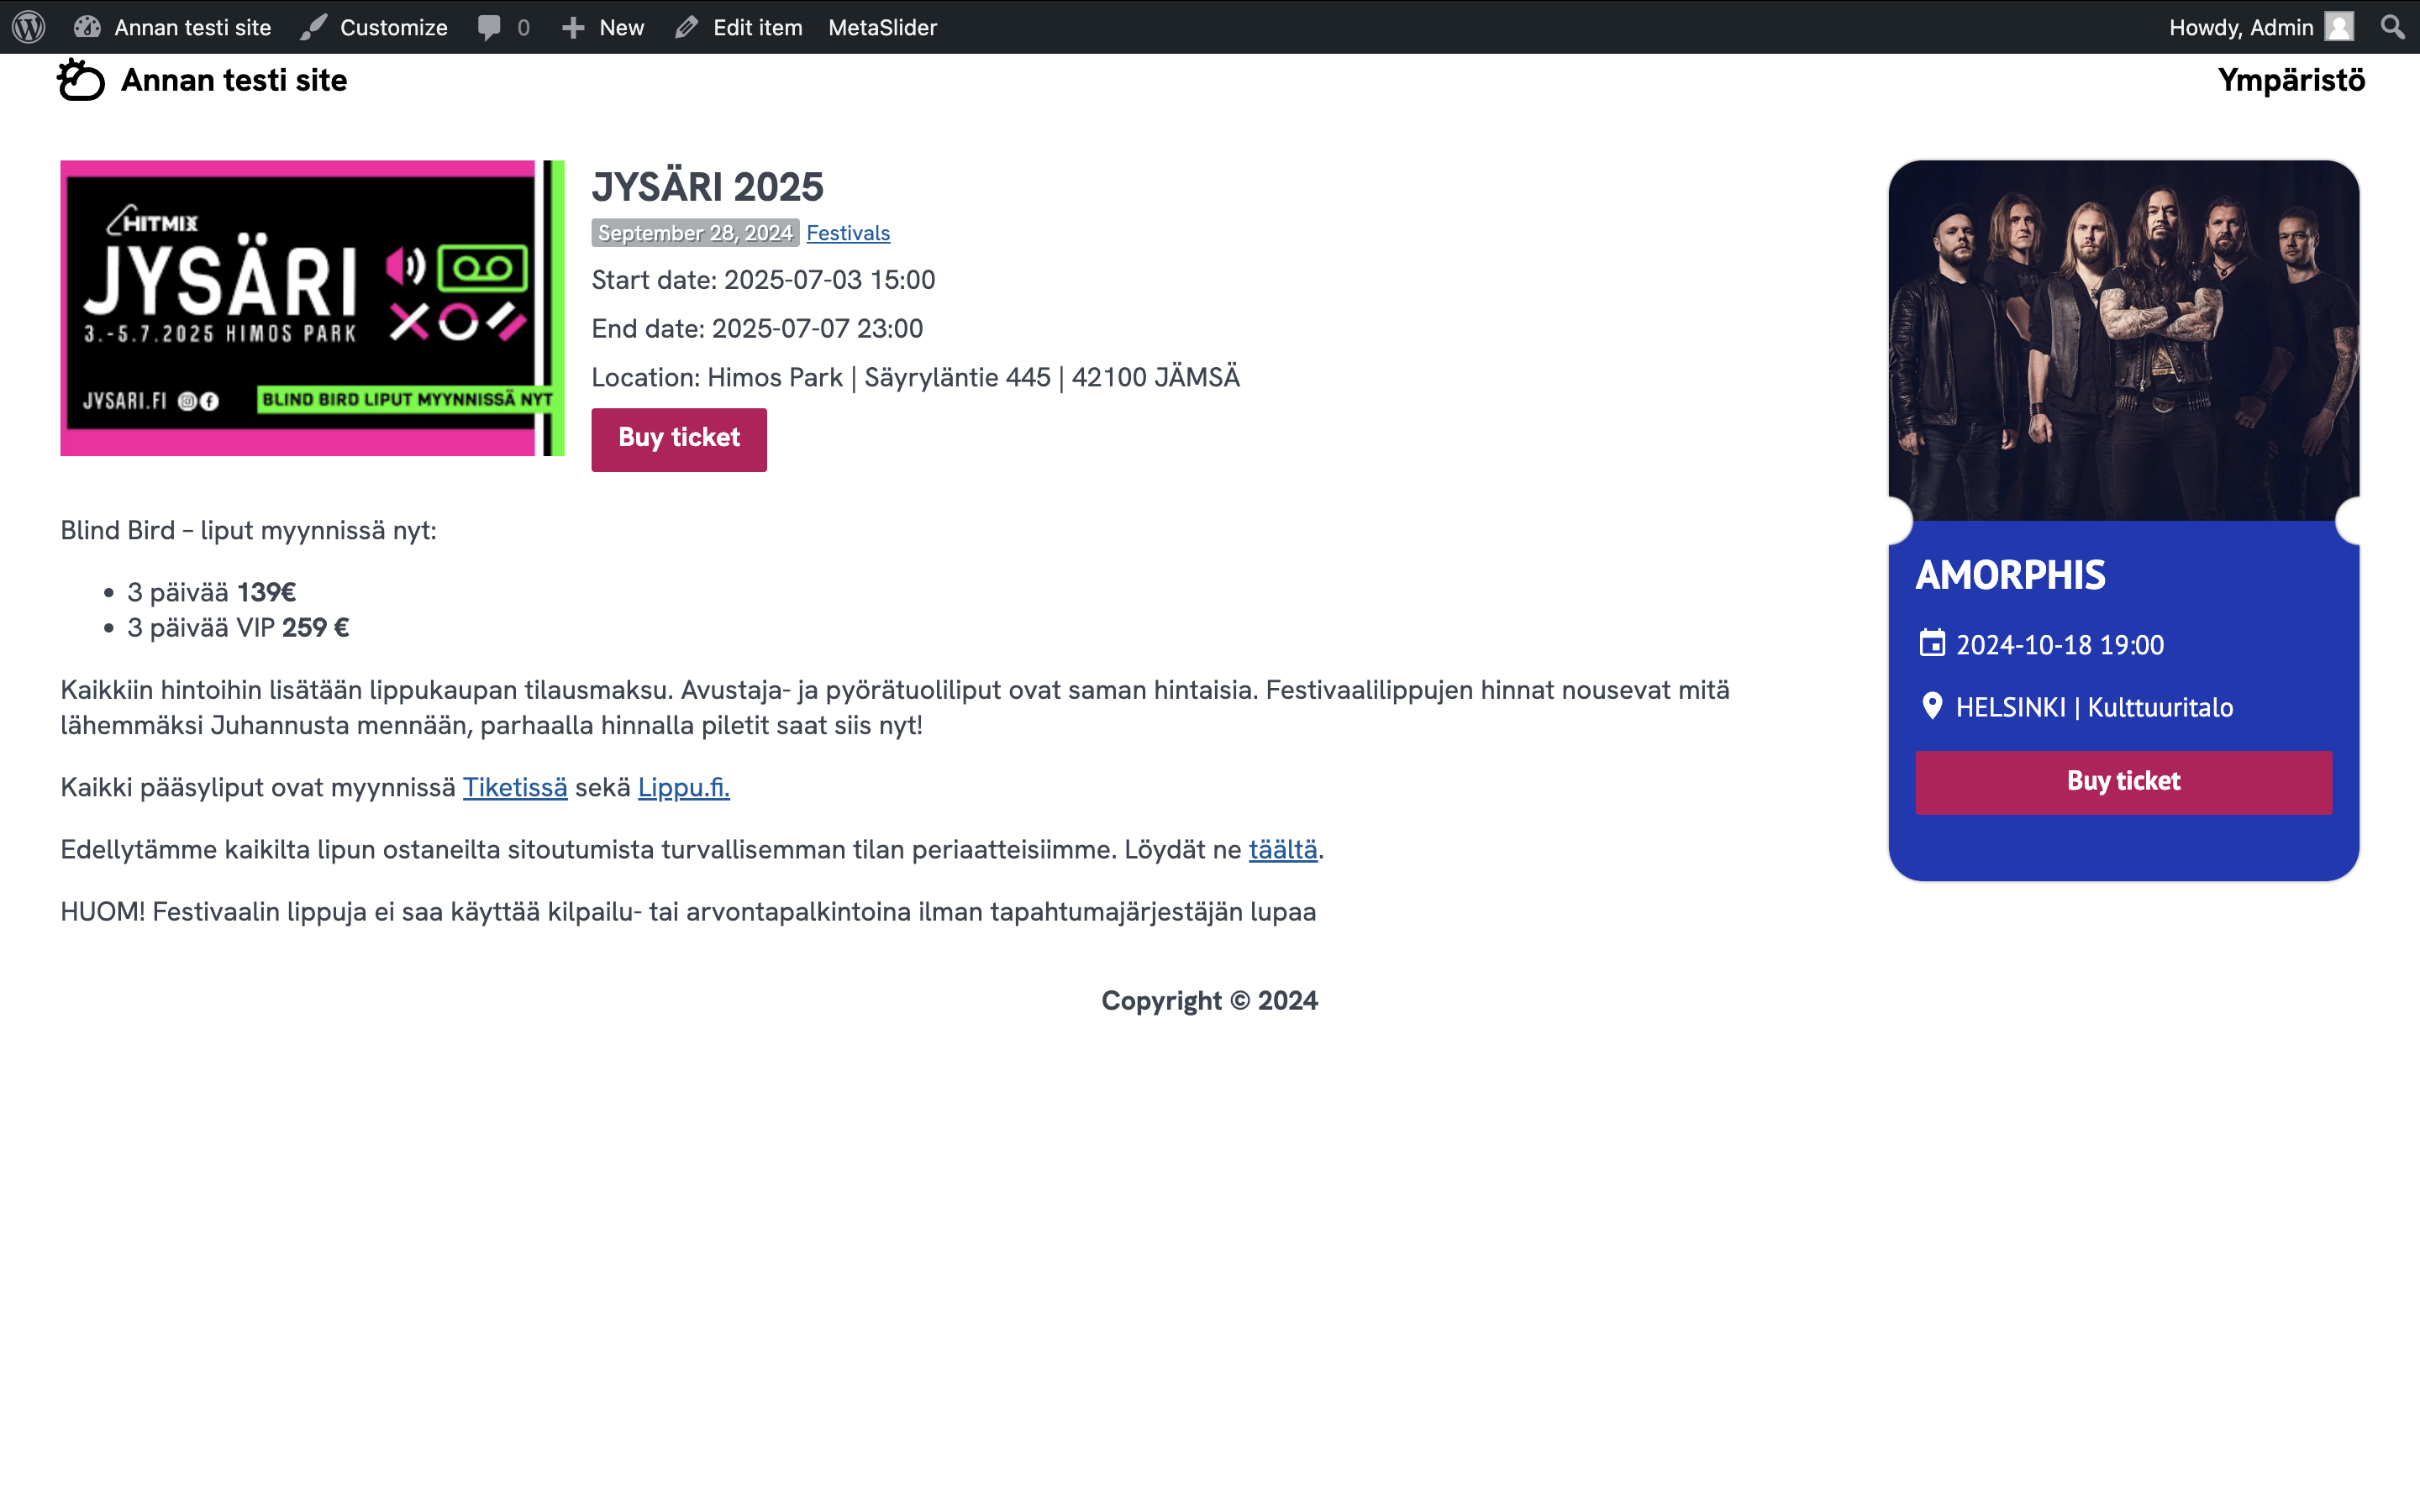 Annan testi site Customize 0 New Edit item MetaSlider Howdy, Admin
Annan testi site Ympäristö
HITMIX
JYSÄRI
3.-5.7.2025 HIMOS PARK
JYSARI.FI BLIND BIRD LIPUT MYYNNISSÄ NYT
JYSÄRI 2025
September 28, 2024 Festivals
Start date: 2025-07-03 15:00
End date: 2025-07-07 23:00
Location: Himos Park | Säyryläntie 445 | 42100 JÄMSÄ
Buy ticket
Blind Bird – liput myynnissä nyt:
• 3 päivää 139€
• 3 päivää VIP 259 €
Kaikkiin hintoihin lisätään lippukaupan tilausmaksu. Avustaja- ja pyörätuoliliput ovat saman hintaisia. Festivaalilippujen hinnat nousevat mitä
lähemmäksi Juhannusta mennään, parhaalla hinnalla piletit saat siis nyt!
Kaikki pääsyliput ovat myynnissä Tiketissä sekä Lippu.fi.
Edellytämme kaikilta lipun ostaneilta sitoutumista turvallisemman tilan periaatteisiimme. Löydät ne täältä.
HUOM! Festivaalin lippuja ei saa käyttää kilpailu- tai arvontapalkintoina ilman tapahtumajärjestäjän lupaa
AMORPHIS
2024-10-18 19:00
HELSINKI | Kulttuuritalo
Buy ticket
Copyright © 2024